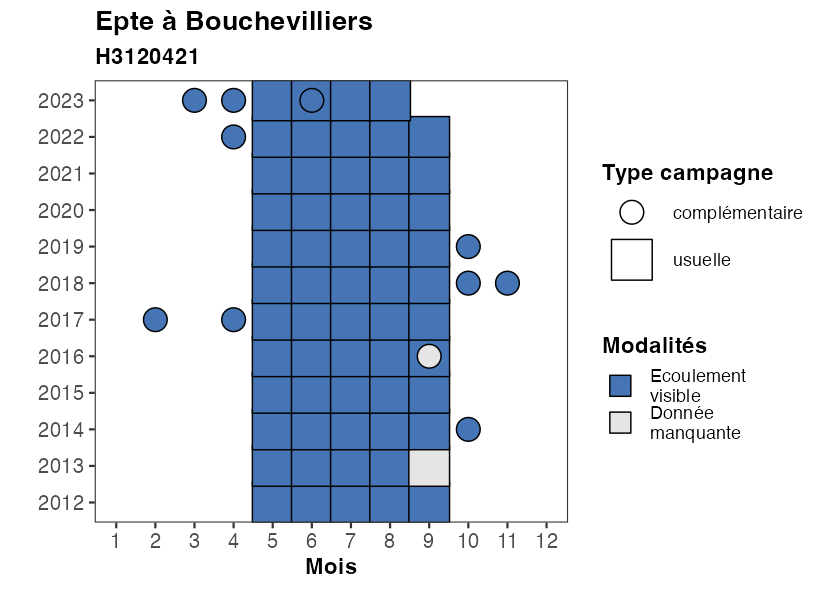 Epte à Bouchevilliers
H3120421
2023
2022
2021
2020
2019
2018
2017
2016
2015
2014
2013
2012
1 2 3 4 5 6 7 8 9 10 11 12
Mois
Type campagne
complémentaire
usuelle
Modalités
Ecoulement
visible
Donnée
manquante